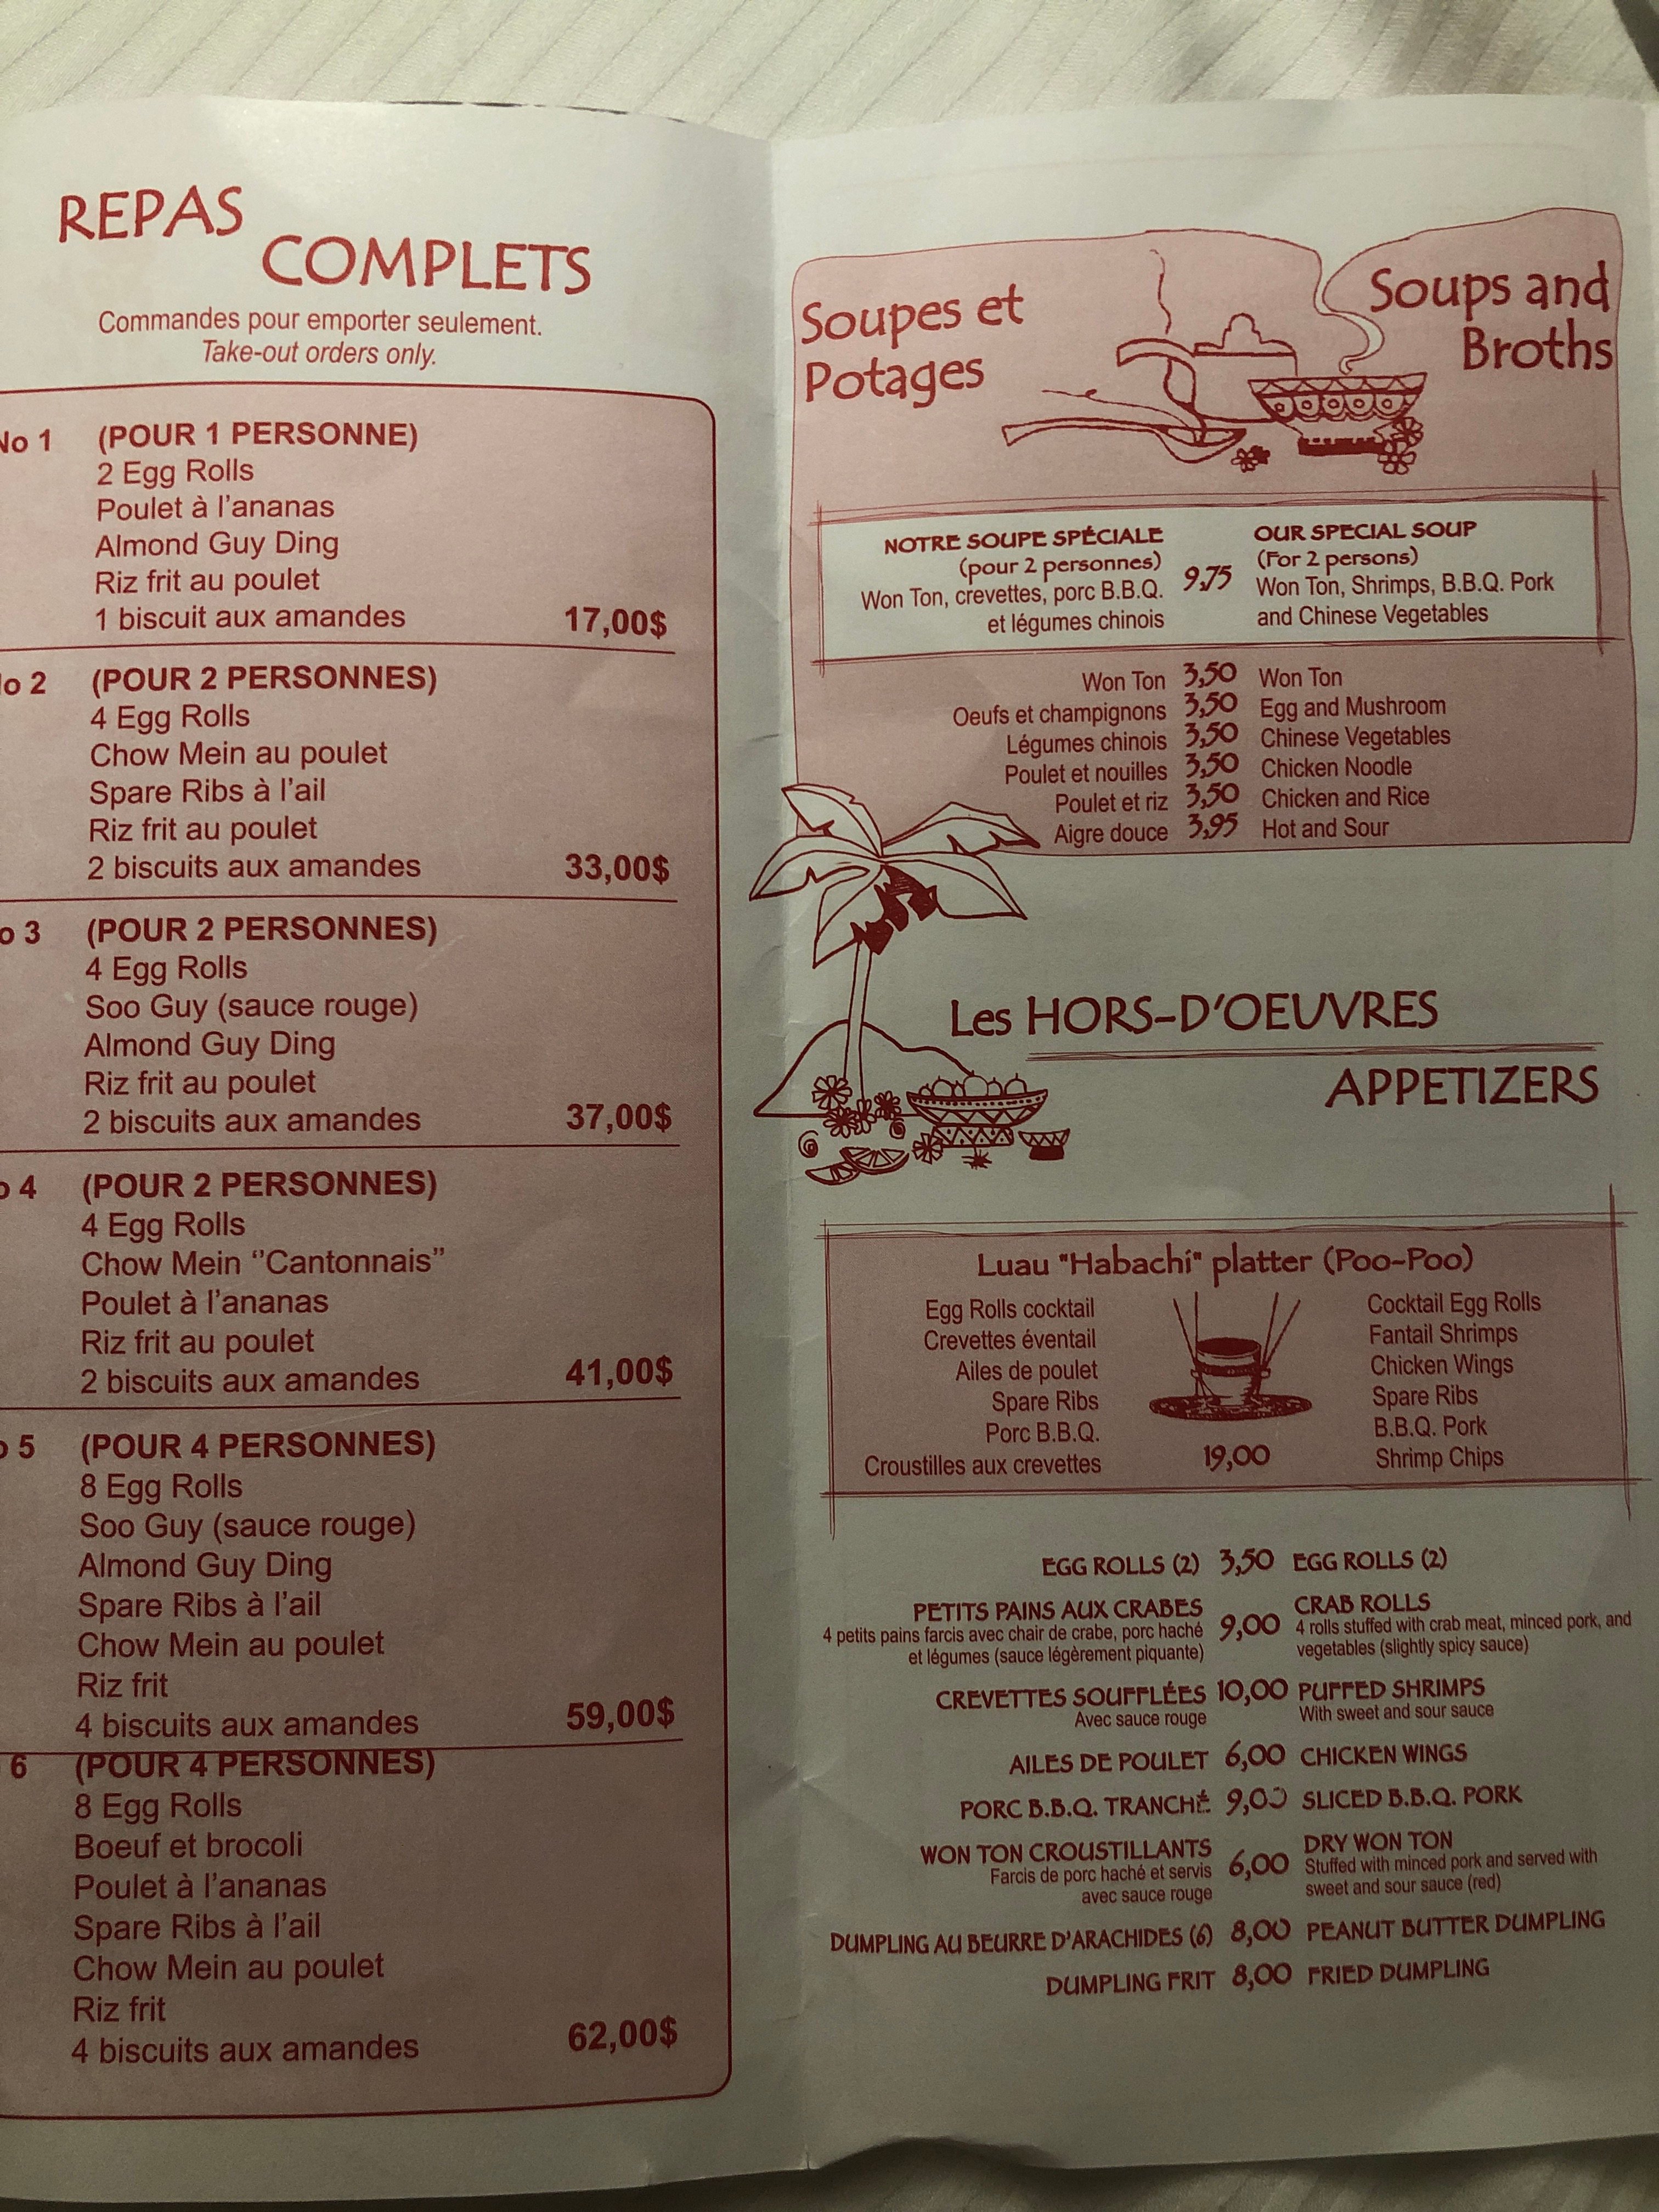 REPAS
COMPLETS
Commandes pour emporter seulement.
Take-out orders only.
No 1 (POUR 1 PERSONNE)
2 Egg Rolls
Poulet à l'ananas
Almond Guy Ding
Riz frit au poulet
1 biscuit aux amandes 17,00$
o 2 (POUR 2 PERSONNES)
4 Egg Rolls
Chow Mein au poulet
Spare Ribs à l'ail
Riz frit au poulet
2 biscuits aux amandes 33,00$
o 3 (POUR 2 PERSONNES)
4 Egg Rolls
Soo Guy (sauce rouge)
Almond Guy Ding
Riz frit au poulet
2 biscuits aux amandes 37,00$
o 4 (POUR 2 PERSONNES)
4 Egg Rolls
Chow Mein ‘'Cantonnais’’
Poulet à l'ananas
Riz frit au poulet
2 biscuits aux amandes 41,00$
o 5 (POUR 4 PERSONNES)
8 Egg Rolls
Soo Guy (sauce rouge)
Almond Guy Ding
Spare Ribs à l'ail
Chow Mein au poulet
Riz frit
4 biscuits aux amandes 59,00$
6 (POUR 4 PERSONNES)
8 Egg Rolls
Boeuf et brocoli
Poulet à l'ananas
Spare Ribs à l'ail
Chow Mein au poulet
Riz frit
4 biscuits aux amandes 62,00$
Soupes et
Potages
Soups and
Broths
NOTRE SOUPE SPÉCIALE
(pour 2 personnes)
Won Ton, crevettes, porc B.B.Q.
et légumes chinois
9.75
OUR SPECIAL SOUP
(For 2 persons)
Won Ton, Shrimps, B.B.Q. Pork
and Chinese Vegetables
Won Ton 3,50 Won Ton
Oeufs et champignons 3,50 Egg and Mushroom
Légumes chinois 3,50 Chinese Vegetables
Poulet et nouilles 3,50 Chicken Noodle
Poulet et riz 3,50 Chicken and Rice
Aigre douce 3,95 Hot and Sour
Les HORS-D'OEUVRES
APPETIZERS
Luau "Habachi" platter (Poo-Poo)
Egg Rolls cocktail Cocktail Egg Rolls
Crevettes éventail Fantail Shrimps
Ailes de poulet Chicken Wings
Spare Ribs Spare Ribs
Porc B.B.Q. B.B.Q. Pork
Croustilles aux crevettes 19,00 Shrimp Chips
EGG ROLLS (2) 3,50 EGG ROLLS (2)
PETITS PAINS AUX CRABES
4 petits pains farcis avec chair de crabe, porc haché
et légumes (sauce légèrement piquante)
9,00
CRAB ROLLS
4 rolls stuffed with crab meat, minced pork, and
vegetables (slightly spicy sauce)
CREVETTES SOUFFLÉES 10,00 PUFFED SHRIMPS
Avec sauce rouge With sweet and sour sauce
AILES DE POULET 6,00 CHICKEN WINGS
PORC B.B.Q. TRANCHÉ 9,00 SLICED B.B.Q. PORK
WON TON CROUSTILLANTS
Farcis de porc haché et servis
avec sauce rouge
6,00
DRY WON TON
Stuffed with minced pork and served with
sweet and sour sauce (red)
DUMPLING AU BEURRE D'ARACHIDES (6) 8,00 PEANUT BUTTER DUMPLING
DUMPLING FRIT 8,00 FRIED DUMPLING